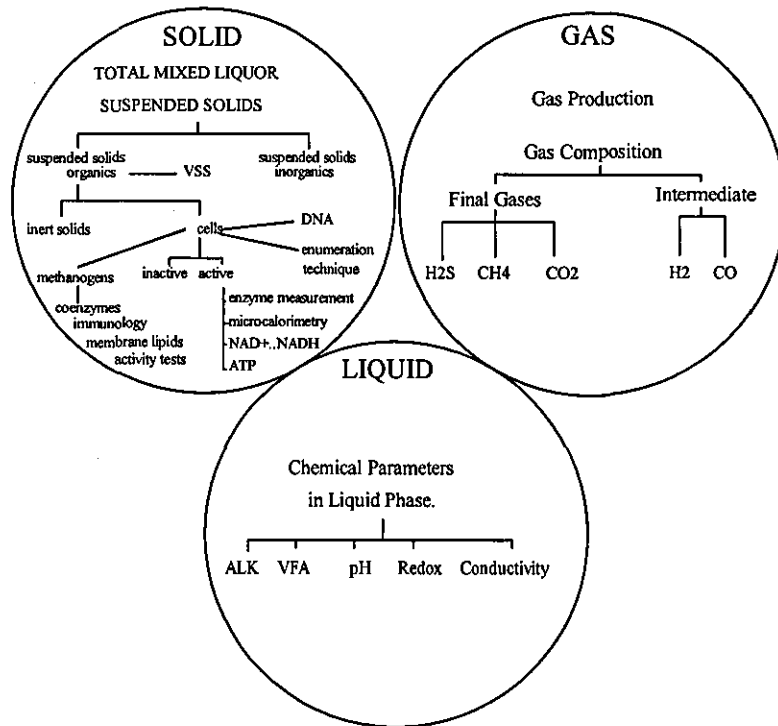 SOLID
TOTAL MIXED LIQUOR
SUSPENDED SOLIDS
suspended solids
organics
VSS
suspended solids
inorganics
inert solids
cells
DNA
enumeration
technique
methanogens
inactive active
coenzymes
immunology
membrane lipids
activity tests
enzyme measurement
microcalorimetry
NAD+..NADH
ATP
GAS
Gas Production
Gas Composition
Final Gases
Intermediate
H2S CH4 CO2
H2 CO
LIQUID
Chemical Parameters
in Liquid Phase.
ALK VFA pH Redox Conductivity